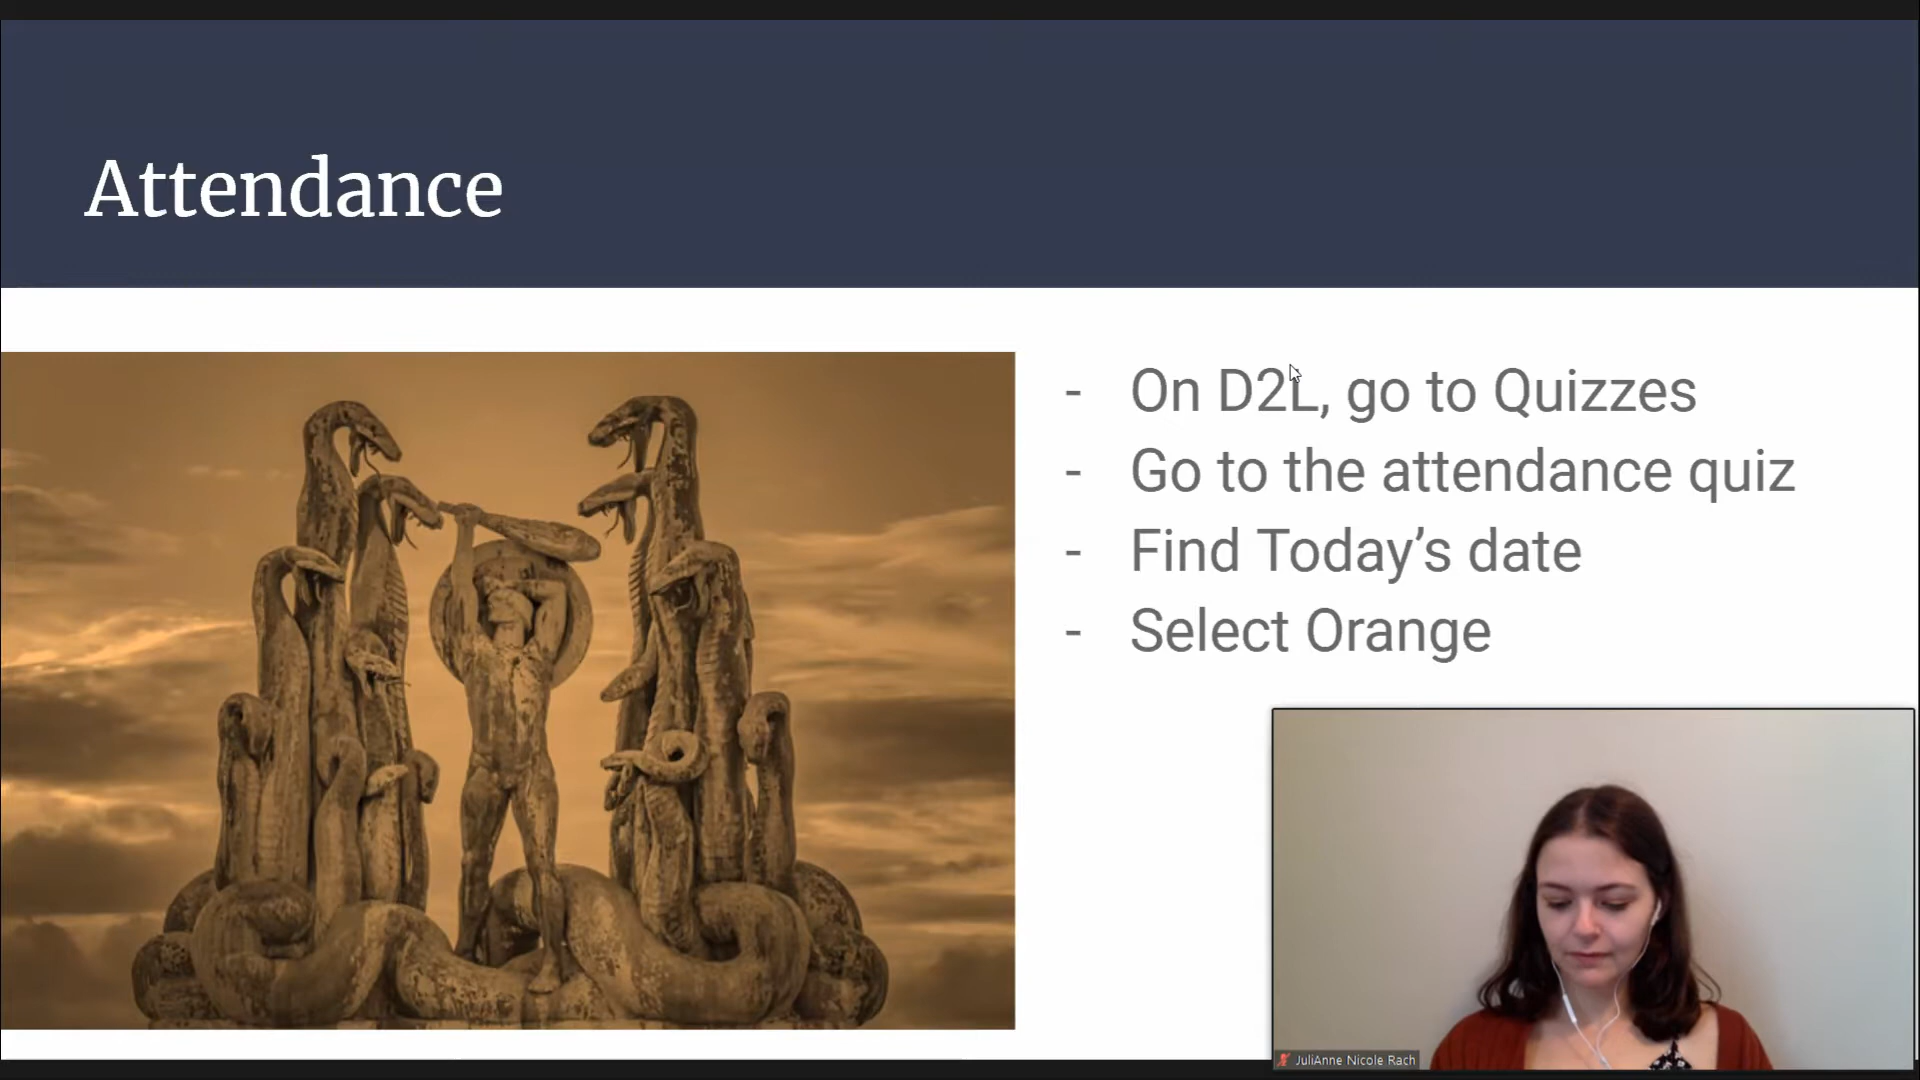 Attendance
- On D2L, go to Quizzes
- Go to the attendance quiz
- Find Today’s date
- Select Orange
JuliAnne Nicole Rach